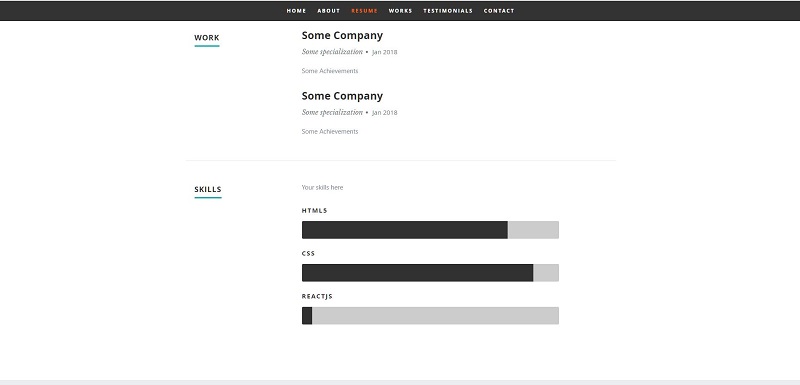 HOME ABOUT RESUME WORKS TESTIMONIALS CONTACT
WORK
Some Company
Some specialization • Jan 2018
Some Achievements
Some Company
Some specialization • Jan 2018
Some Achievements
SKILLS
Your skills here
HTML5
CSS
REACTJS